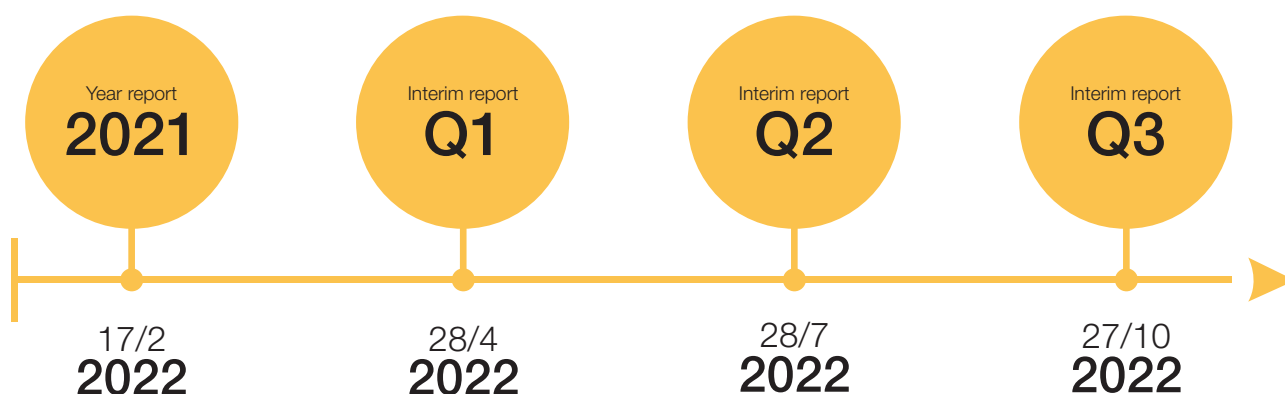 Year report
2021
Interim report
Q1
Interim report
Q2
Interim report
Q3
17/2
2022
28/4
2022
28/7
2022
27/10
2022